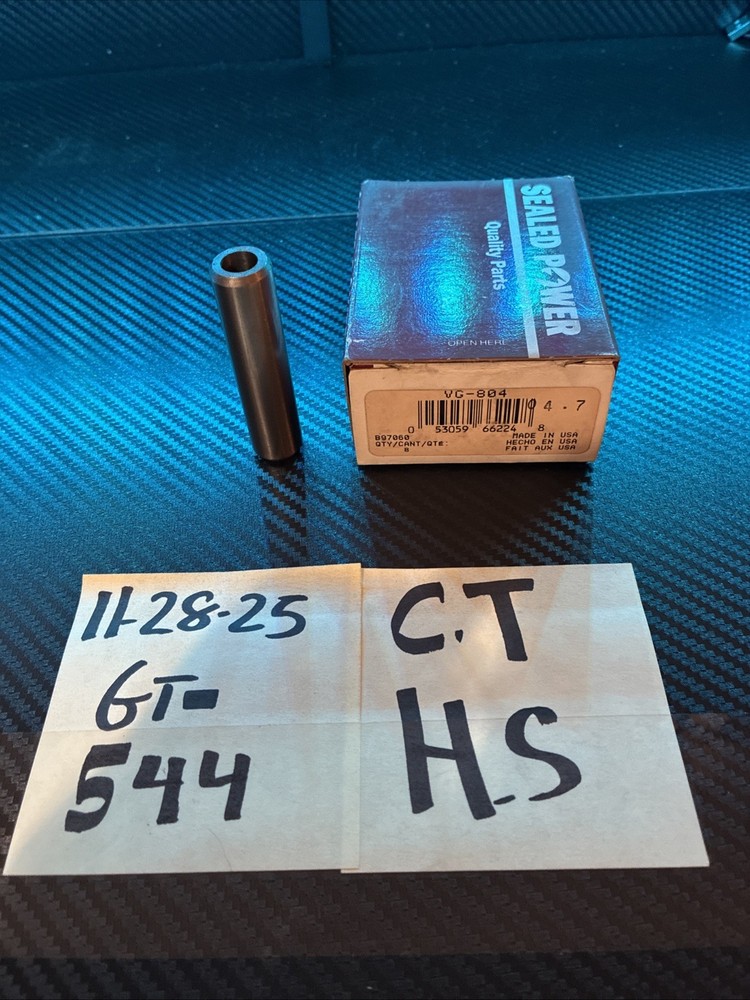 SEALED POWER
Quality Parts
OPEN HERE
VG-804
4.7
0 53059 66224 8
B97060
QTY/CANT/QTE:
8
MADE IN USA
HECHO EN USA
FAIT AUX USA
11-28-25
GT-
544
C.T
H.S